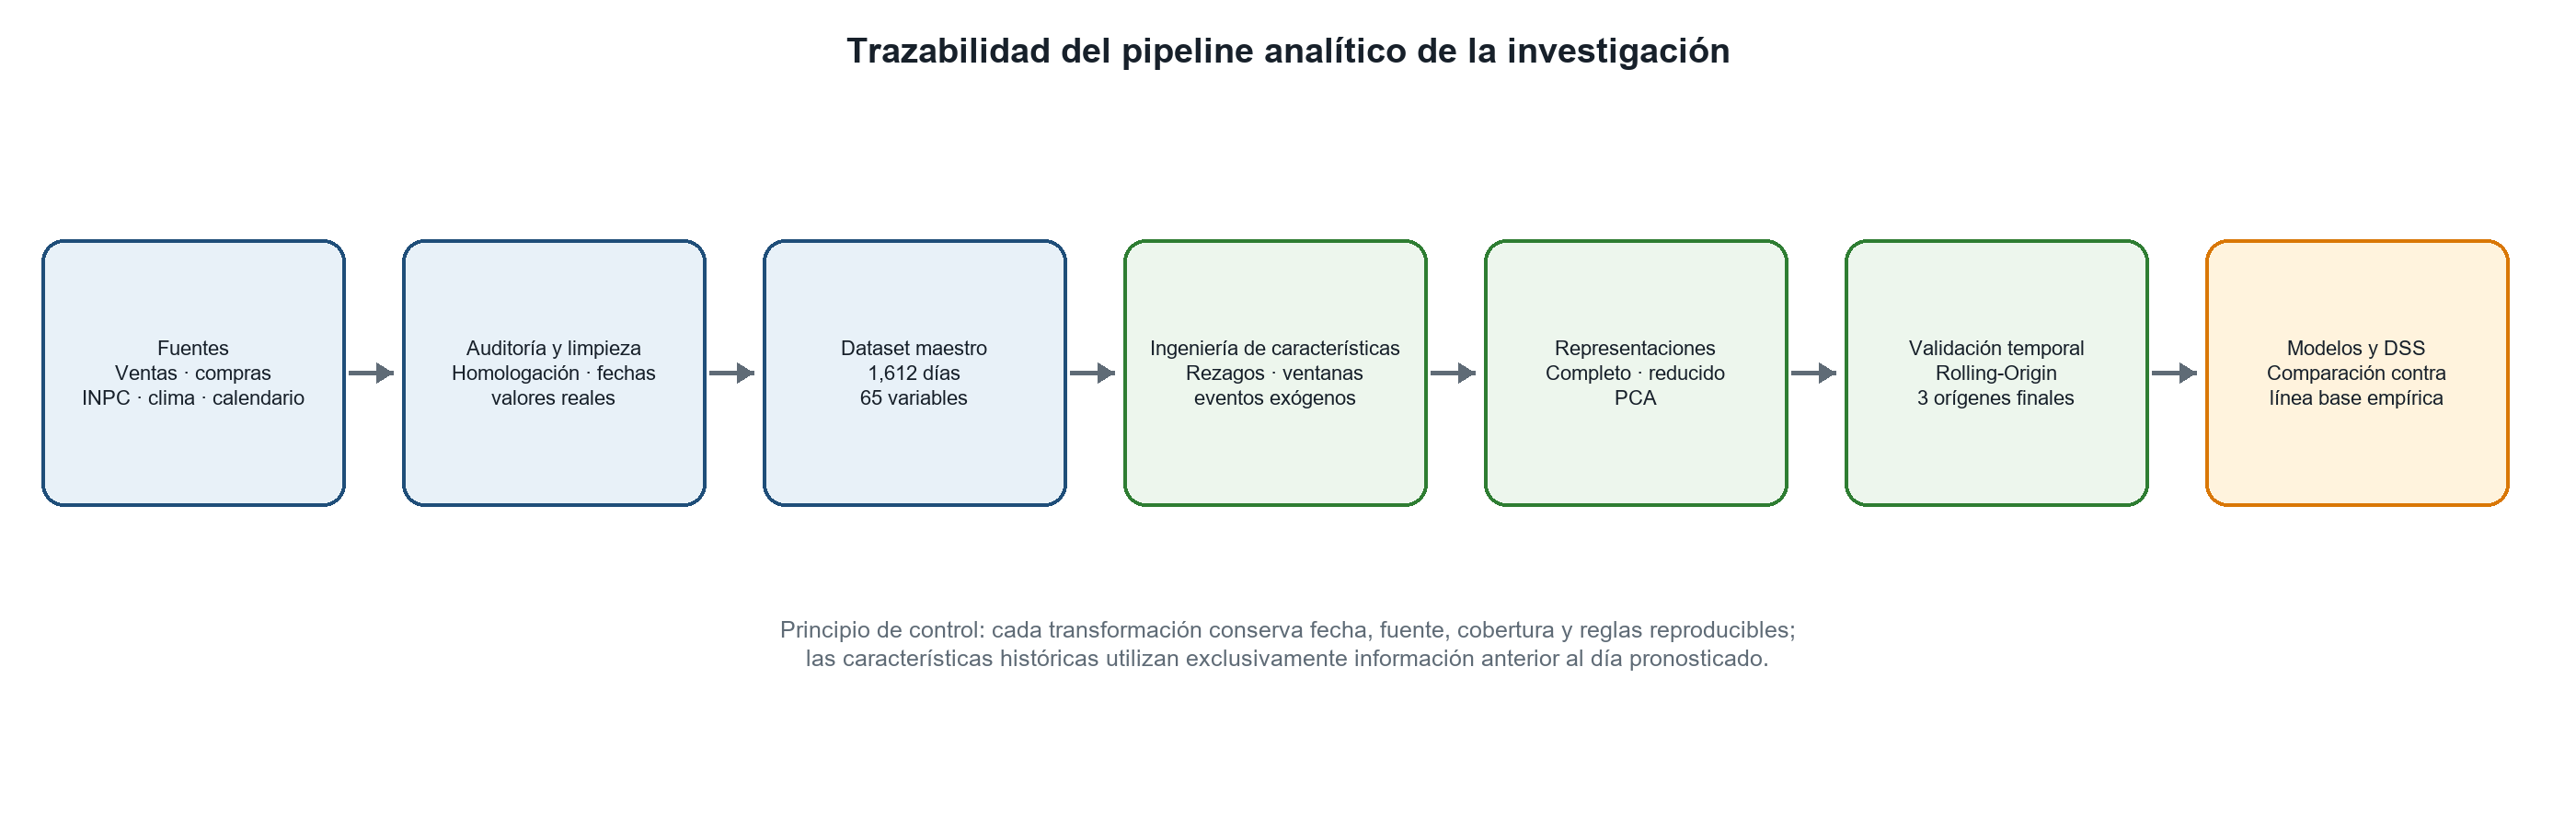 Trazabilidad del pipeline analítico de la investigación
Fuentes
Ventas · compras
INPC · clima · calendario
Auditoría y limpieza
Homologación · fechas
valores reales
Dataset maestro
1,612 días
65 variables
Ingeniería de características
Rezagos · ventanas
eventos exógenos
Representaciones
Completo · reducido
PCA
Validación temporal
Rolling-Origin
3 orígenes finales
Modelos y DSS
Comparación contra
línea base empírica
Principio de control: cada transformación conserva fecha, fuente, cobertura y reglas reproducibles;
las características históricas utilizan exclusivamente información anterior al día pronosticado.